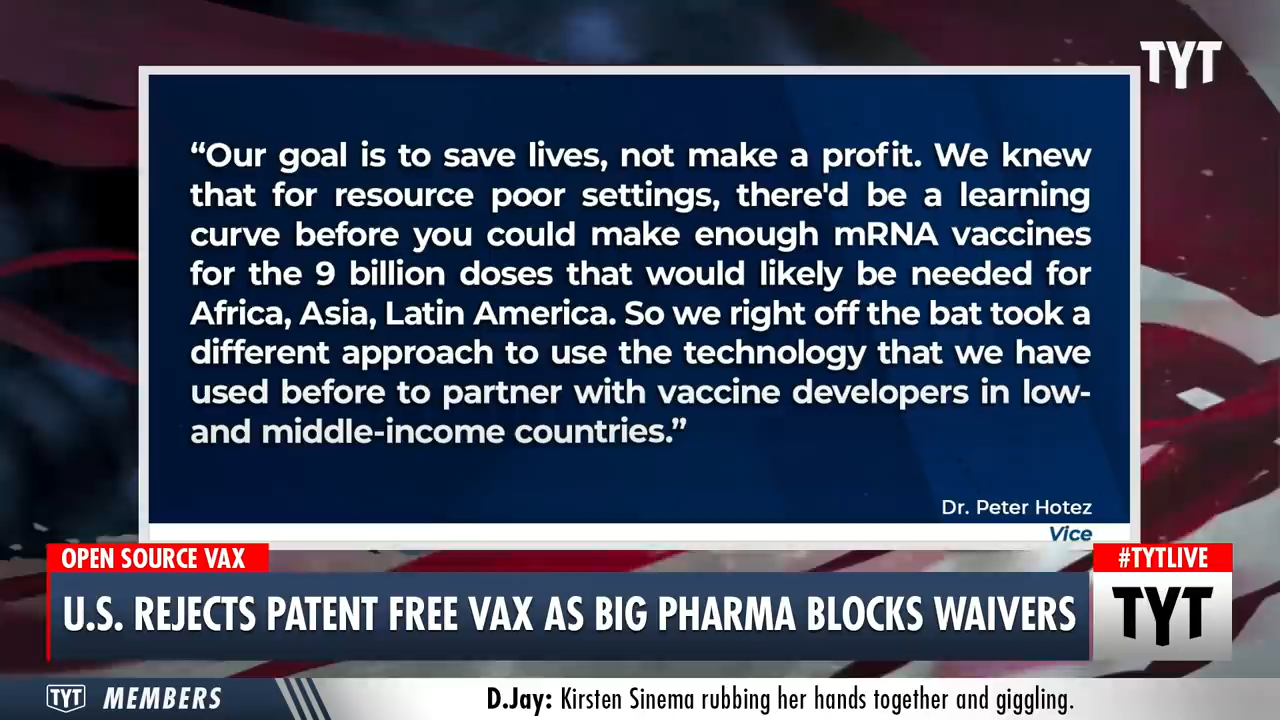 TYT
“Our goal is to save lives, not make a profit. We knew
that for resource poor settings, there'd be a learning
curve before you could make enough mRNA vaccines
for the 9 billion doses that would likely be needed for
Africa, Asia, Latin America. So we right off the bat took a
different approach to use the technology that we have
used before to partner with vaccine developers in low-
and middle-income countries.”
Dr. Peter Hotez
Vice
OPEN SOURCE VAX
#TYTLIVE
U.S. REJECTS PATENT FREE VAX AS BIG PHARMA BLOCKS WAIVERS
TYT
TYT MEMBERS
D.Jay: Kirsten Sinema rubbing her hands together and giggling.